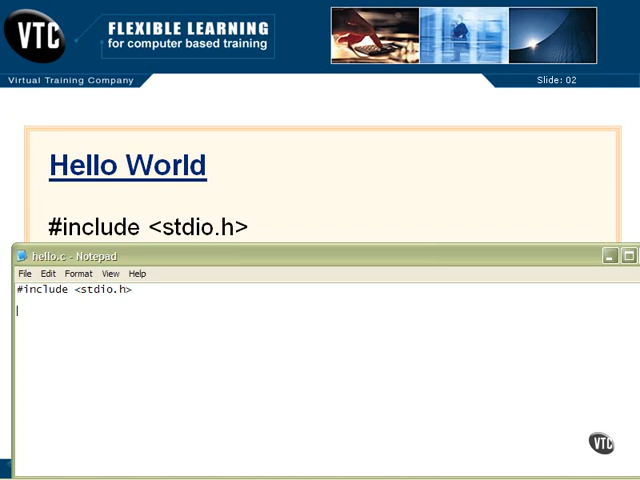 VTC
FLEXIBLE LEARNING
for computer based training
Virtual Training Company
Slide: 02
Hello World
#include <stdio.h>
hello.c - Notepad
File Edit Format View Help
#include <stdio.h>
VTC